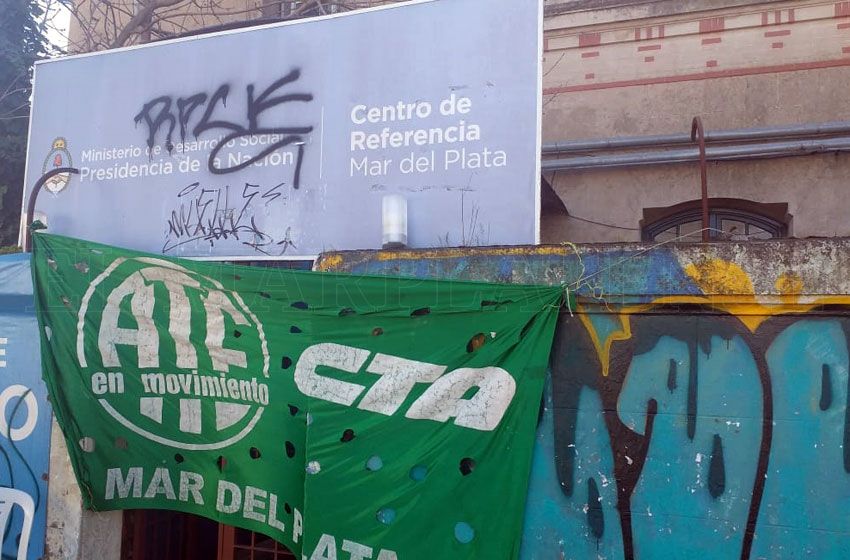 Ministerio de Desarrollo Social
Presidencia de la Nación
Centro de
Referencia
Mar del Plata
ATE
en movimiento
CTA
MAR DEL PLATA